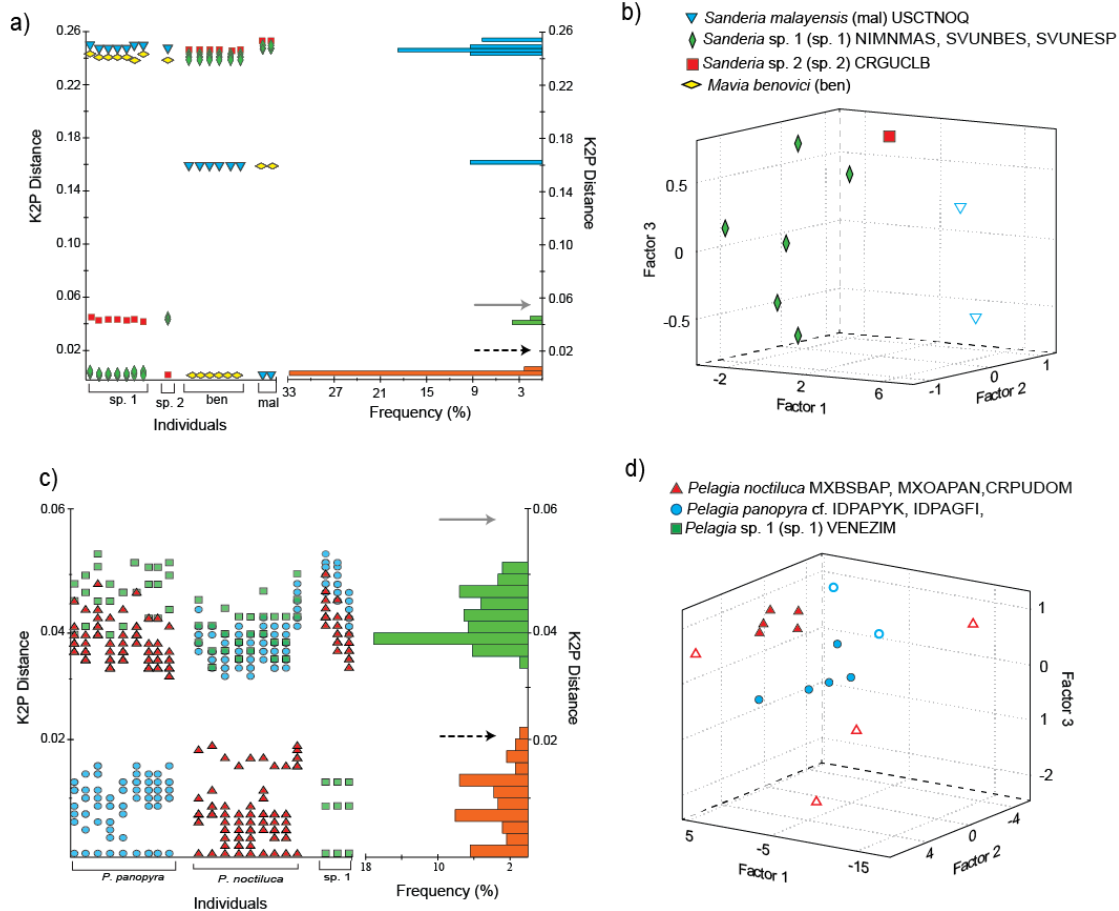 a)
0.26
0.22
0.18
0.14
0.10
0.06
0.02
K2P Distance
sp. 1
sp. 2
ben
mal
Individuals
33
27
21
15
9
3
Frequency (%)
0.26
0.22
0.18
0.14
0.10
0.06
0.02
K2P Distance
b)
Sanderia malayensis (mal) USCTNOQ
Sanderia sp. 1 (sp. 1) NIMNMAS, SVUNBES, SVUNESP
Sanderia sp. 2 (sp. 2) CRGUCLB
Mavia benovici (ben)
0.5
0
-0.5
Factor 3
-2
2
6
Factor 1
-1
0
1
Factor 2
c)
0.06
0.04
0.02
K2P Distance
P. panopyra
P. noctiluca
sp. 1
Individuals
18
10
2
Frequency (%)
0.06
0.04
0.02
K2P Distance
d)
Pelagia noctiluca MXBSBAP, MXOAPAN,CRPUDOM
Pelagia panopyra cf. IDPAPYK, IDPAGFI,
Pelagia sp. 1 (sp. 1) VENEZIM
1
0
1
-2
Factor 3
5
-5
-15
Factor 1
4
0
-4
Factor 2